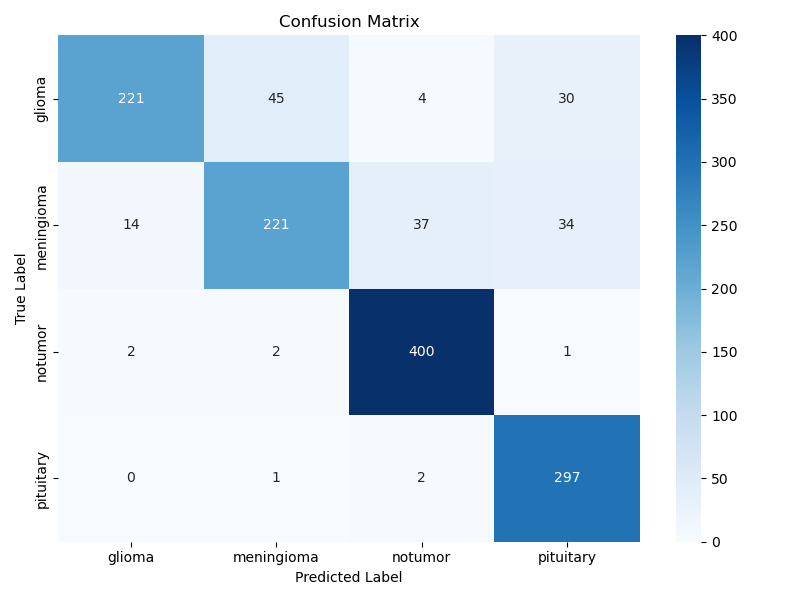 Confusion Matrix
True Label
glioma
221 45 4 30
meningioma
14 221 37 34
notumor
2 2 400 1
pituitary
0 1 2 297
glioma meningioma notumor pituitary
Predicted Label
400
350
300
250
200
150
100
50
0